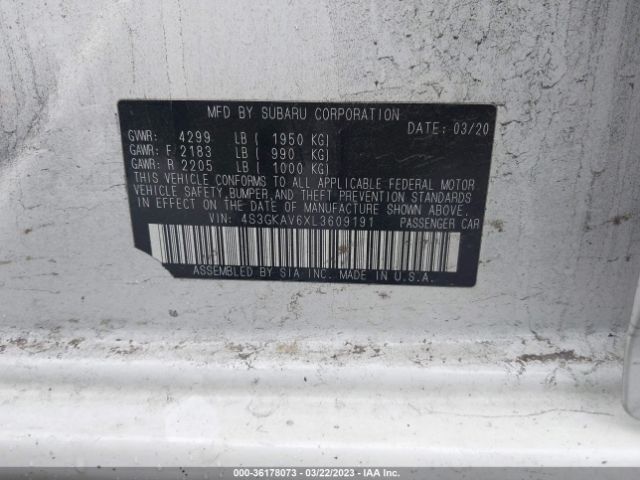 MFD BY SUBARU CORPORATION
DATE: 03/20
GVWR: 4299 LB ( 1950 KG)
GAWR: F 2183 LB ( 990 KG)
GAWR: R 2205 LB ( 1000 KG)
THIS VEHICLE CONFORMS TO ALL APPLICABLE FEDERAL MOTOR
VEHICLE SAFETY, BUMPER, AND THEFT PREVENTION STANDARDS
IN EFFECT ON THE DATE OF MANUFACTURE SHOWN ABOVE.
VIN: 4S3GKAV6XL3609191 PASSENGER CAR
ASSEMBLED BY SIA INC. MADE IN U.S.A.
000-36178073 - 03/22/2023 - IAA Inc.